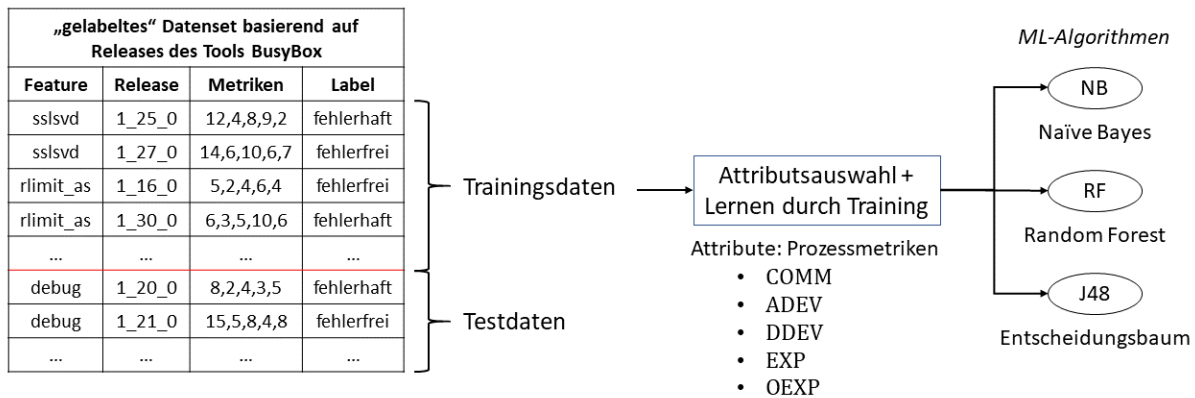 „gelabeltes“ Datenset basierend auf
Releases des Tools BusyBox
Feature Release Metriken Label
sslsvd 1_25_0 12,4,8,9,2 fehlerhaft
sslsvd 1_27_0 14,6,10,6,7 fehlerfrei
rlimit_as 1_16_0 5,2,4,6,4 fehlerfrei
rlimit_as 1_30_0 6,3,5,10,6 fehlerhaft
... ... ... ...
debug 1_20_0 8,2,4,3,5 fehlerhaft
debug 1_21_0 15,5,8,4,8 fehlerfrei
... ... ... ...
Trainingsdaten
Testdaten
Attributsauswahl +
Lernen durch Training
Attribute: Prozessmetriken
• COMM
• ADEV
• DDEV
• EXP
• OEXP
ML-Algorithmen
NB
Naïve Bayes
RF
Random Forest
J48
Entscheidungsbaum